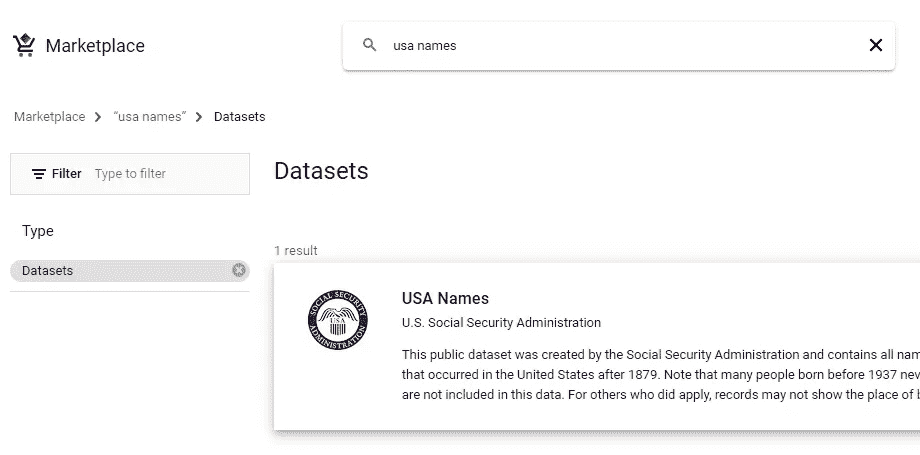 Marketplace
usa names
Marketplace > "usa names" > Datasets
Filter Type to filter
Datasets
Type
1 result
Datasets
SOCIAL SECURITY
USA
ADMINISTRATION
USA Names
U.S. Social Security Administration
This public dataset was created by the Social Security Administration and contains all nam
that occurred in the United States after 1879. Note that many people born before 1937 nev
are not included in this data. For others who did apply, records may not show the place of b